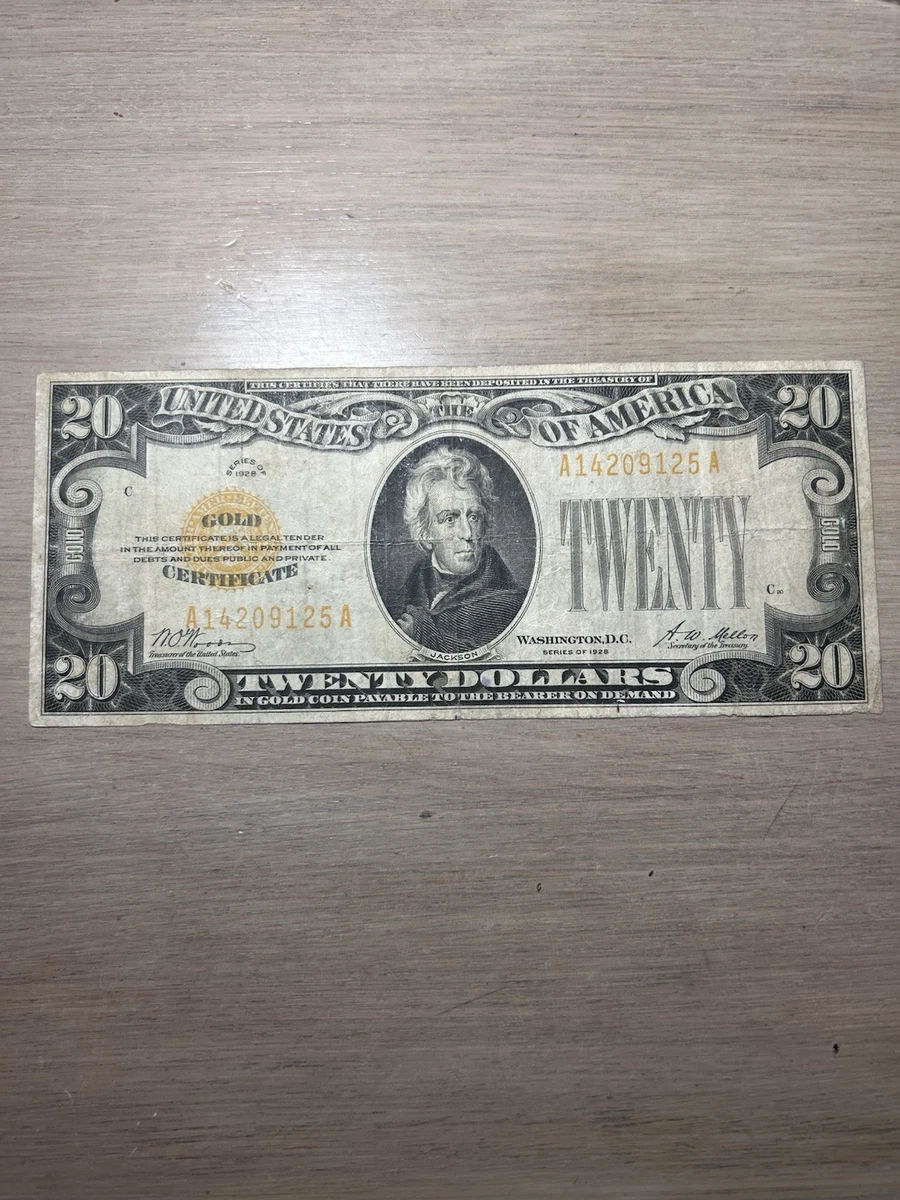 THIS CERTIFIES THAT THERE HAVE BEEN DEPOSITED IN THE TREASURY OF
20 UNITED STATES THE OF AMERICA 20
A14209125A
SERIES OF
1928
C
GOLD
THIS CERTIFICATE IS A LEGAL TENDER
IN THE AMOUNT THEREOF IN PAYMENT OF ALL
DEBTS AND DUES PUBLIC AND PRIVATE.
CERTIFICATE
TWENTY
GOLD
GOLD
C
A14209125A
W.O. Woods
Treasurer of the United States.
JACKSON
WASHINGTON, D.C.
SERIES OF 1928
A. W. Mellon
Secretary of the Treasury.
20 TWENTY DOLLARS 20
IN GOLD COIN PAYABLE TO THE BEARER ON DEMAND